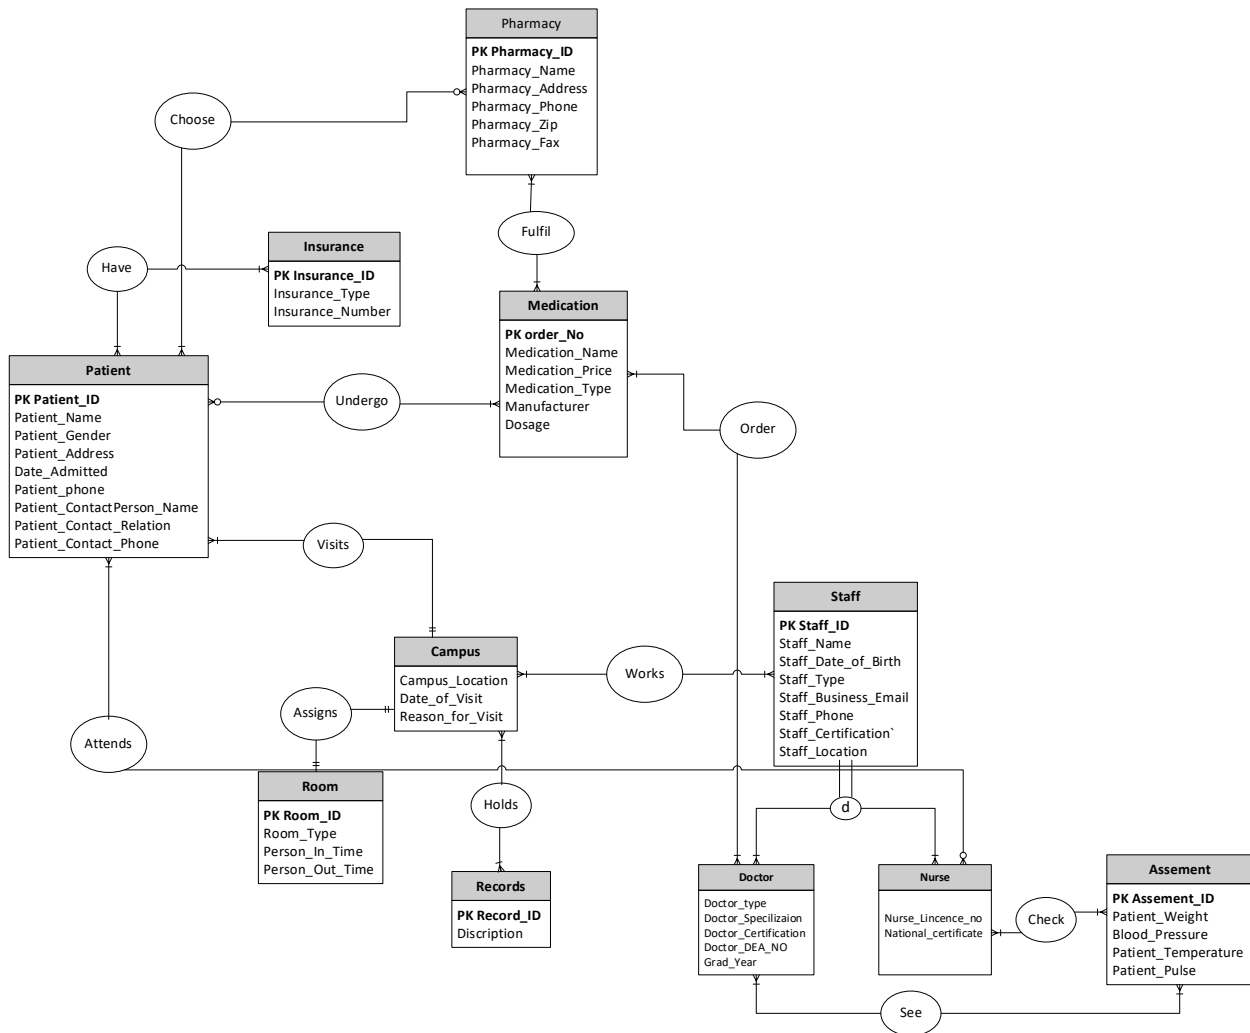 Pharmacy
PK Pharmacy_ID
Pharmacy_Name
Pharmacy_Address
Pharmacy_Phone
Pharmacy_Zip
Pharmacy_Fax
Choose
Fulfil
Have
Insurance
PK Insurance_ID
Insurance_Type
Insurance_Number
Medication
PK order_No
Medication_Name
Medication_Price
Medication_Type
Manufacturer
Dosage
Patient
PK Patient_ID
Patient_Name
Patient_Gender
Patient_Address
Date_Admitted
Patient_phone
Patient_ContactPerson_Name
Patient_Contact_Relation
Patient_Contact_Phone
Undergo
Order
Visits
Staff
PK Staff_ID
Staff_Name
Staff_Date_of_Birth
Staff_Type
Staff_Business_Email
Staff_Phone
Staff_Certification`
Staff_Location
Campus
Campus_Location
Date_of_Visit
Reason_for_Visit
Works
Assigns
Attends
Room
PK Room_ID
Room_Type
Person_In_Time
Person_Out_Time
Holds
d
Records
PK Record_ID
Discription
Doctor
Doctor_type
Doctor_Specilizaion
Doctor_Certification
Doctor_DEA_NO
Grad_Year
Nurse
Nurse_Lincence_no
National_certificate
Check
Assement
PK Assement_ID
Patient_Weight
Blood_Pressure
Patient_Temperature
Patient_Pulse
See